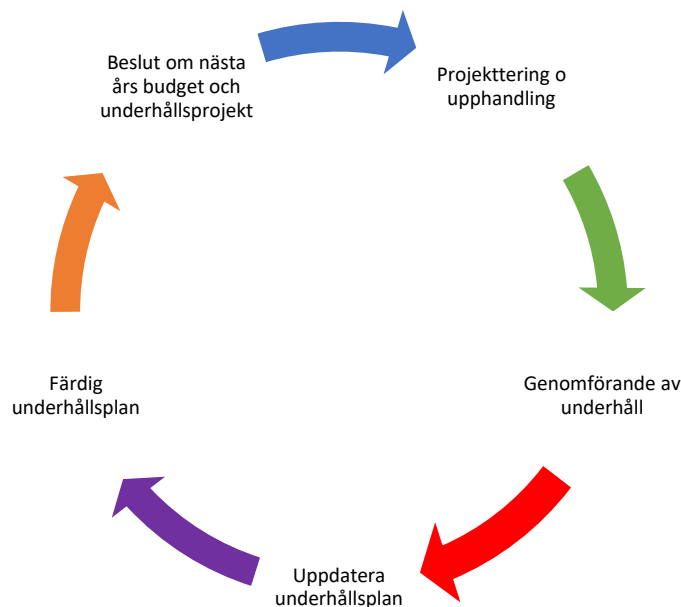 Beslut om nästa
års budget och
underhållsprojekt
Projekttering o
upphandling
Genomförande av
underhåll
Uppdatera
underhållsplan
Färdig
underhållsplan